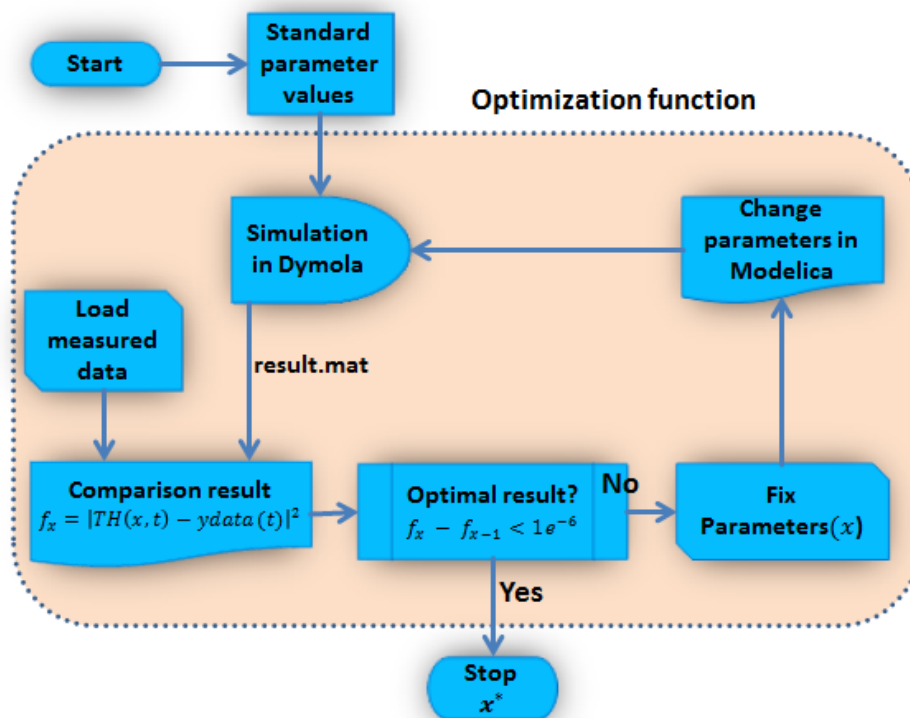 Start
Standard
parameter
values
Optimization function
Simulation
in Dymola
Change
parameters in
Modelica
Load
measured
data
result.mat
Comparison result
f_x = |TH(x, t) − ydata(t)|²
Optimal result?
f_x − f_{x−1} < 1e^{−6}
No
Fix
Parameters(x)
Yes
Stop
x*